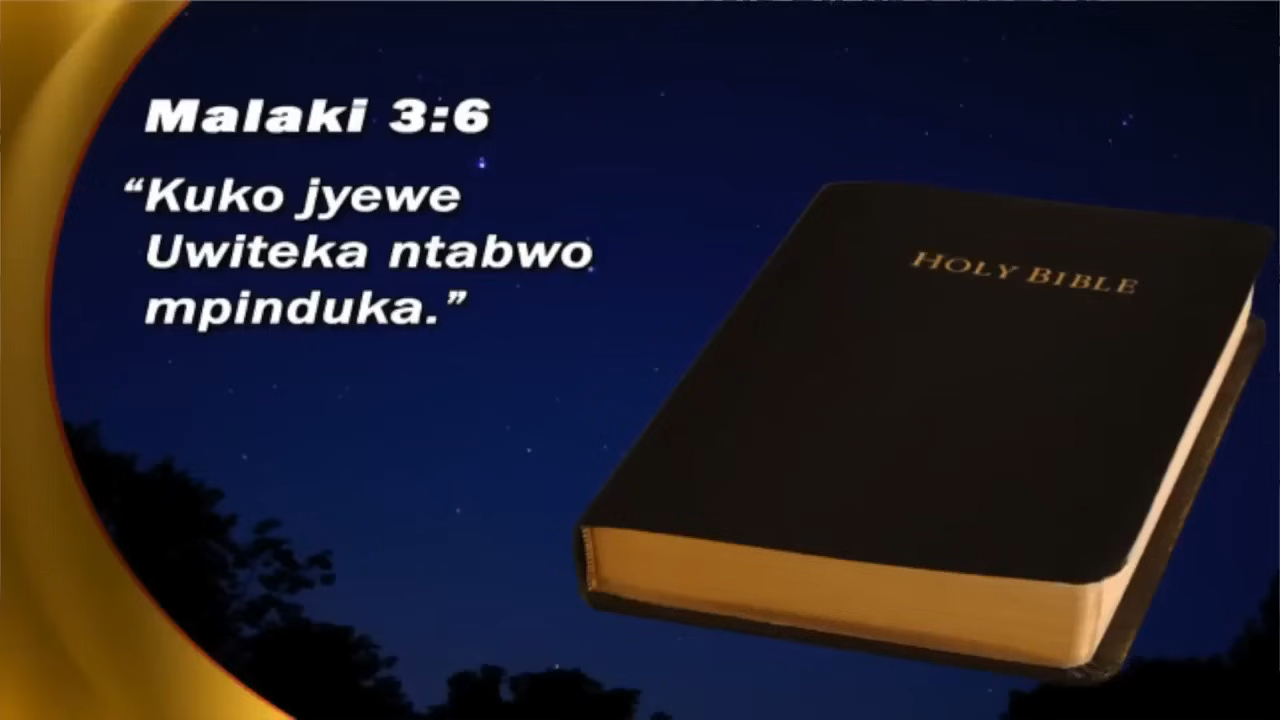 Malaki 3:6
“Kuko jyewe
Uwiteka ntabwo
mpinduka.”
HOLY BIBLE